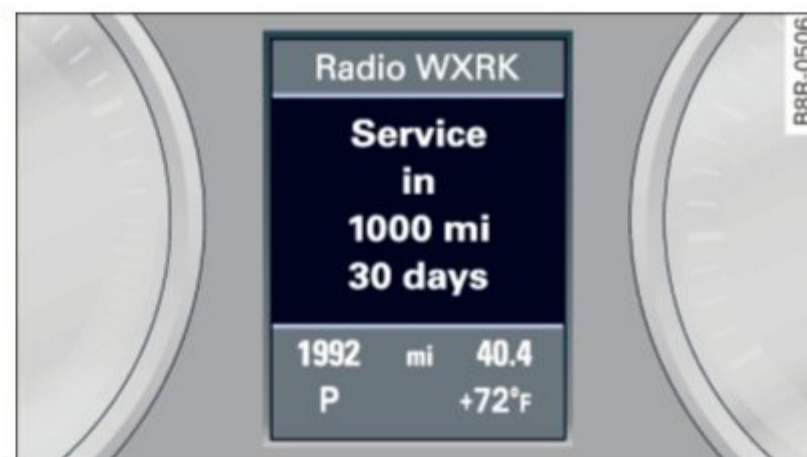 Radio WXRK
Service
in
1000 mi
30 days
1992 mi 40.4
P +72°F
B8R-0506